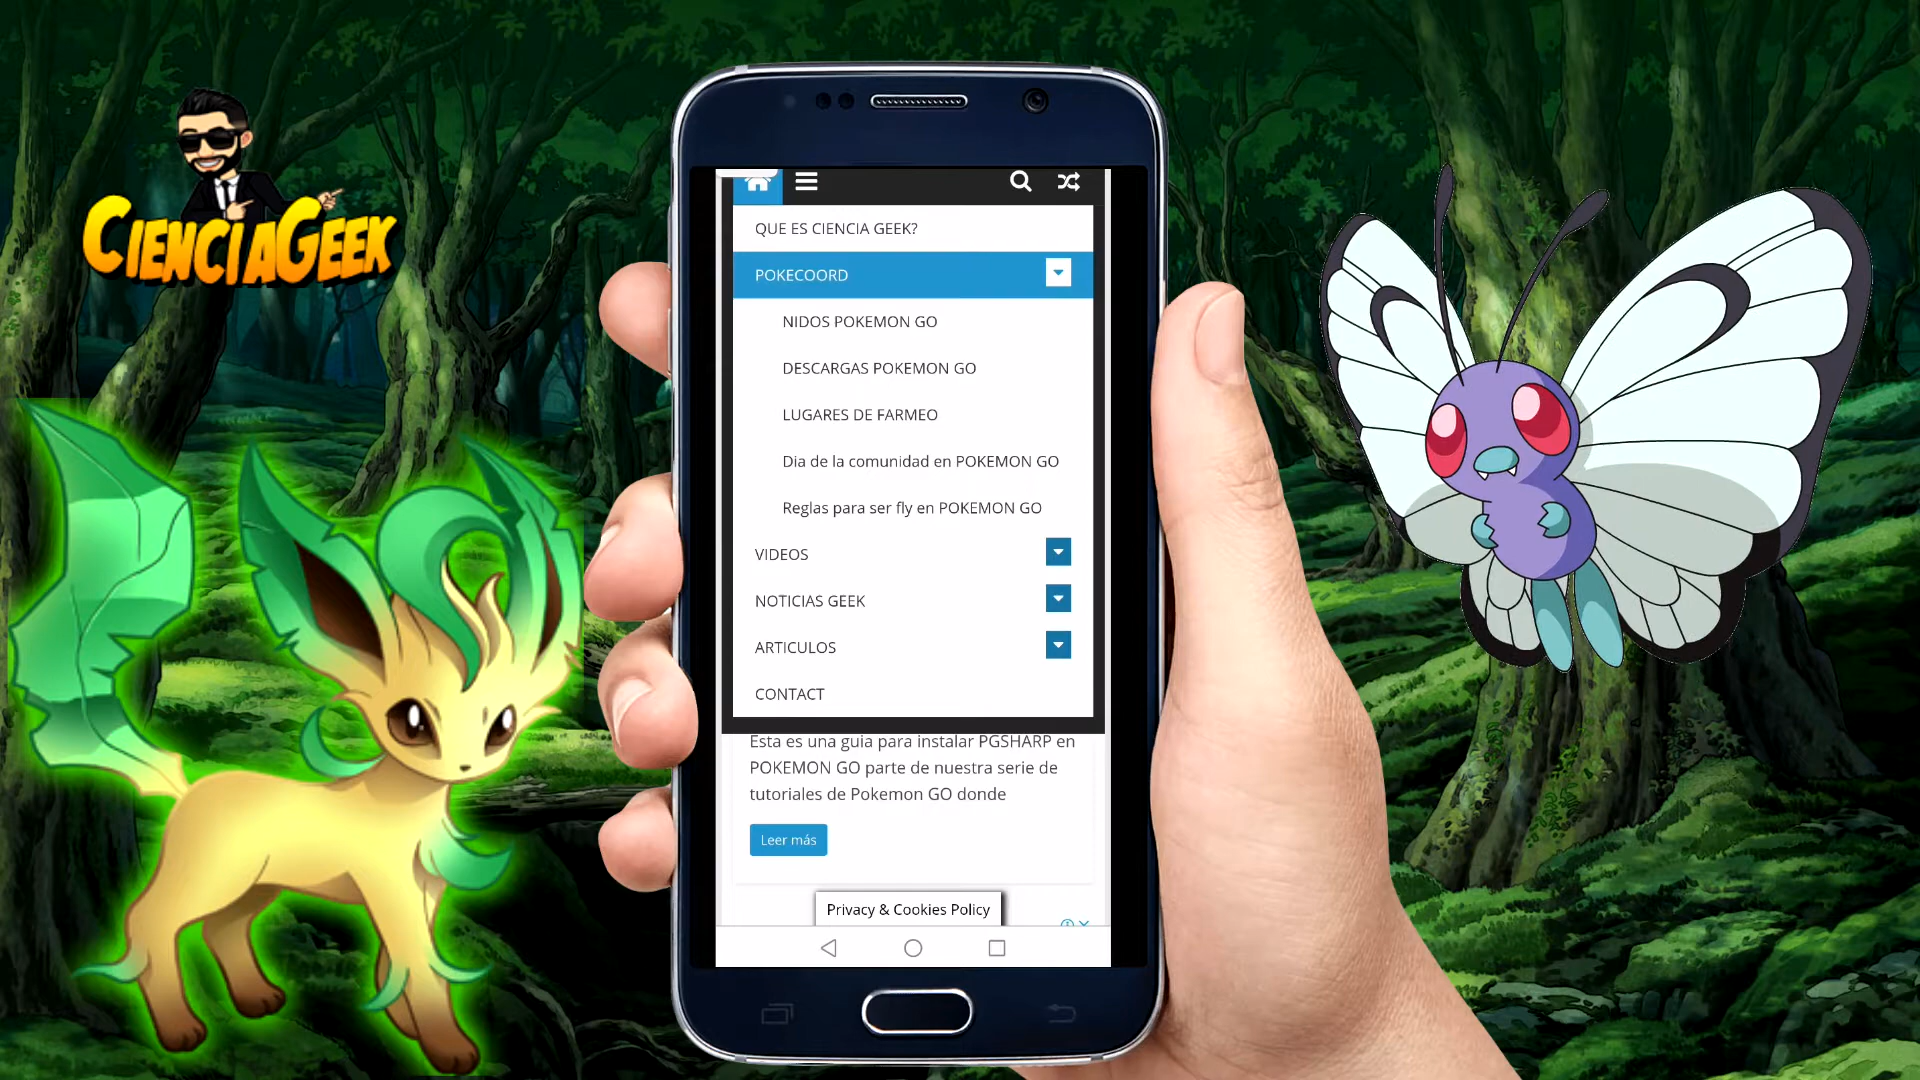 CIENCIAGEEK
QUE ES CIENCIA GEEK?
POKECOORD
NIDOS POKEMON GO
DESCARGAS POKEMON GO
LUGARES DE FARMEO
Dia de la comunidad en POKEMON GO
Reglas para ser fly en POKEMON GO
VIDEOS
NOTICIAS GEEK
ARTICULOS
CONTACT
Esta es una guia para instalar PGSHARP en
POKEMON GO parte de nuestra serie de
tutoriales de Pokemon GO donde
Leer más
Privacy & Cookies Policy